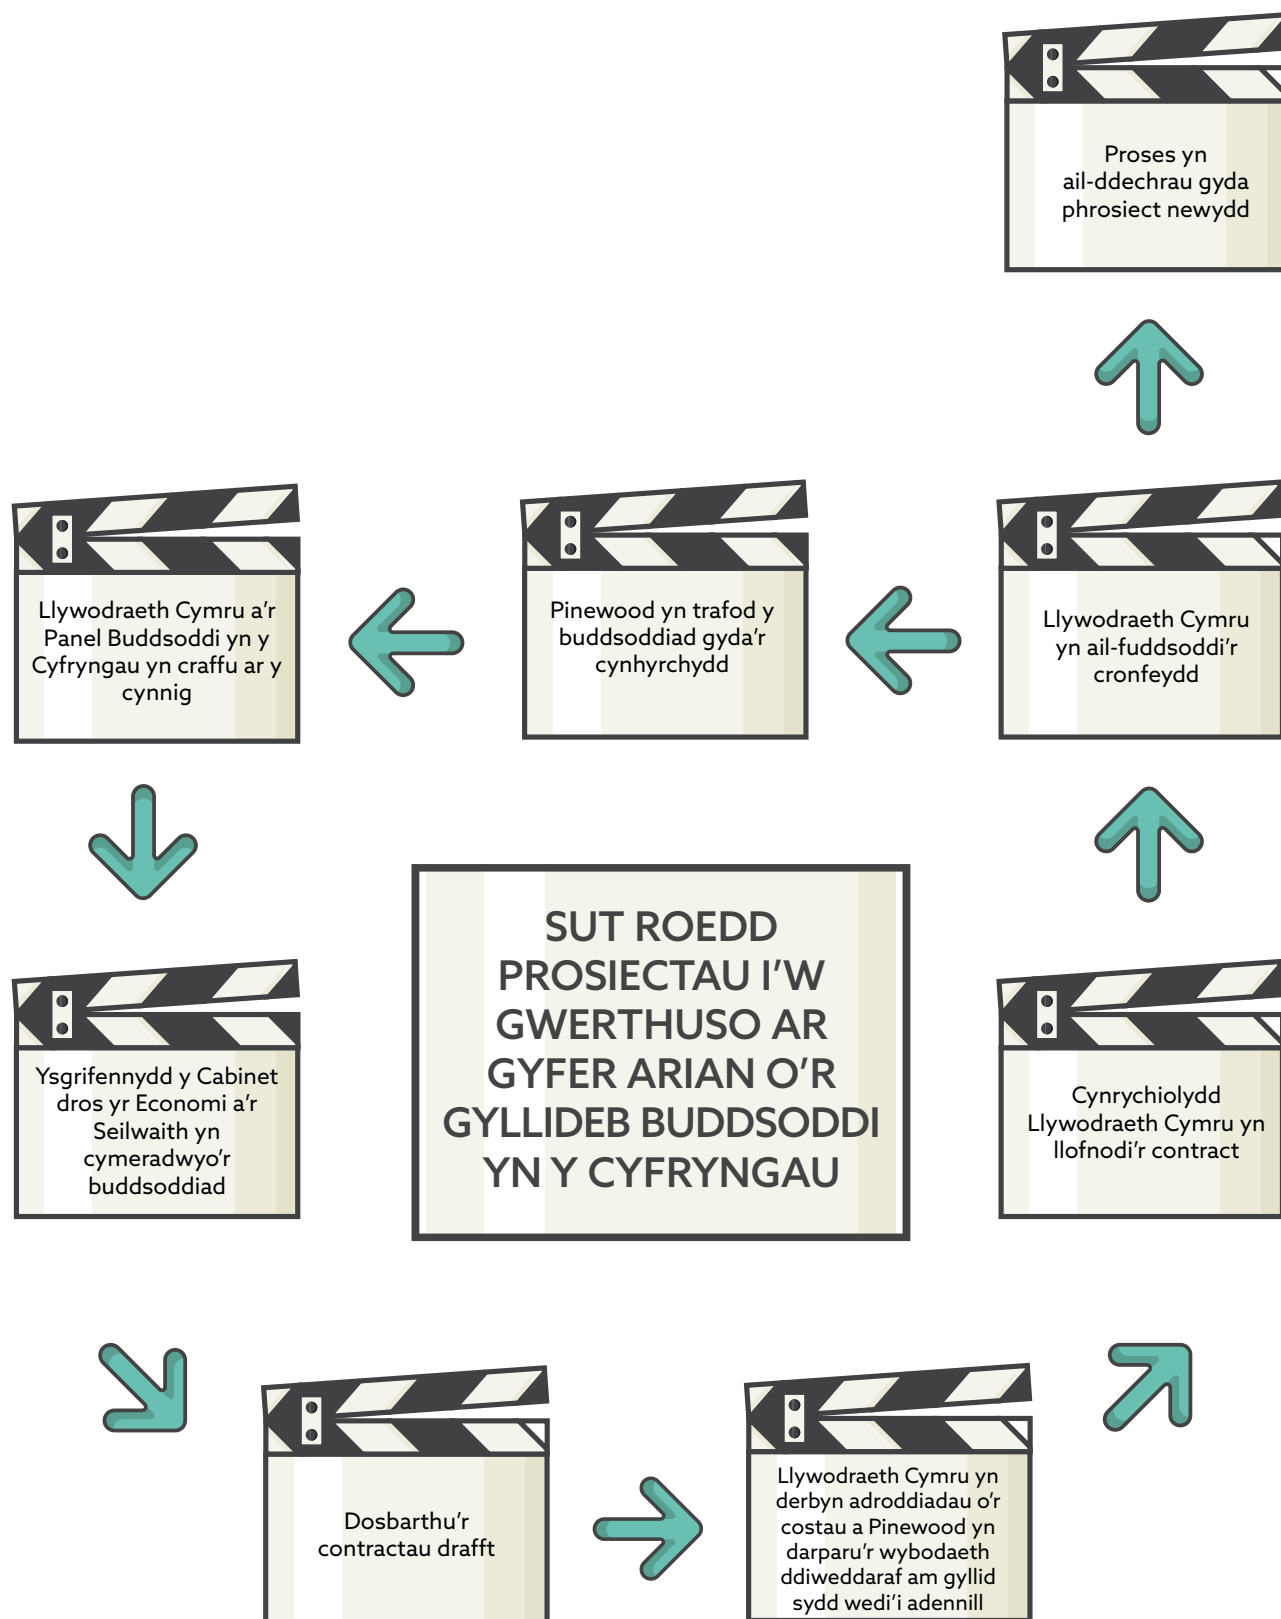 Proses yn
ail-ddechrau gyda
phrosiect newydd
Llywodraeth Cymru a’r
Panel Buddsoddi yn y
Cyfryngau yn craffu ar y
cynnig
Pinewood yn trafod y
buddsoddiad gyda’r
cynhyrchydd
Llywodraeth Cymru
yn ail-fuddsoddi’r
cronfeydd
SUT ROEDD
PROSIECTAU I’W
GWERTHUSO AR
GYFER ARIAN O’R
GYLLIDEB BUDDSODDI
YN Y CYFRYNGAU
Ysgrifennydd y Cabinet
dros yr Economi a’r
Seilwaith yn
cymeradwyo’r
buddsoddiad
Cynrychiolydd
Llywodraeth Cymru yn
llofnodi’r contract
Dosbarthu’r
contractau drafft
Llywodraeth Cymru yn
derbyn adroddiadau o’r
costau a Pinewood yn
darparu’r wybodaeth
ddiweddaraf am gyllid
sydd wedi’i adennill